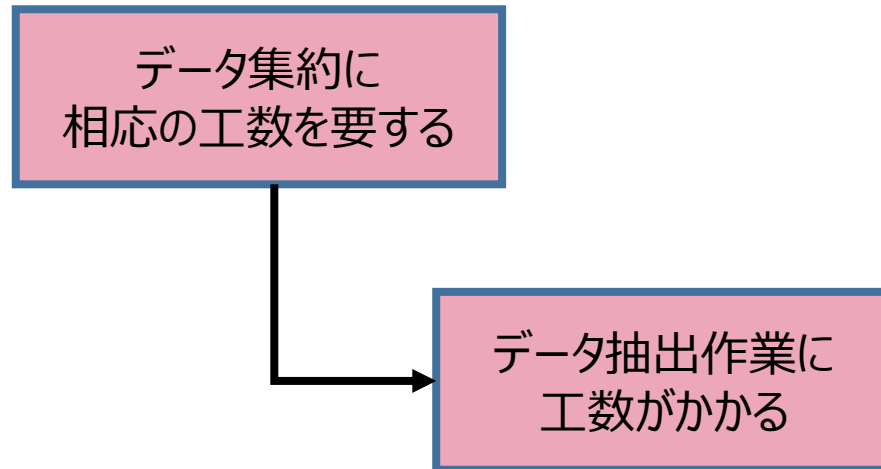 データ集約に
相応の工数を要する
データ抽出作業に
工数がかかる